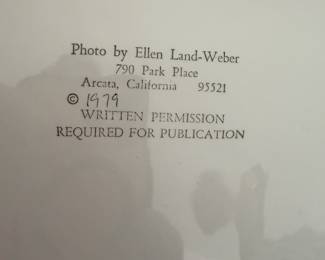 Photo by Ellen Land-Weber
790 Park Place
Arcata, California 95521
© 1979
WRITTEN PERMISSION
REQUIRED FOR PUBLICATION